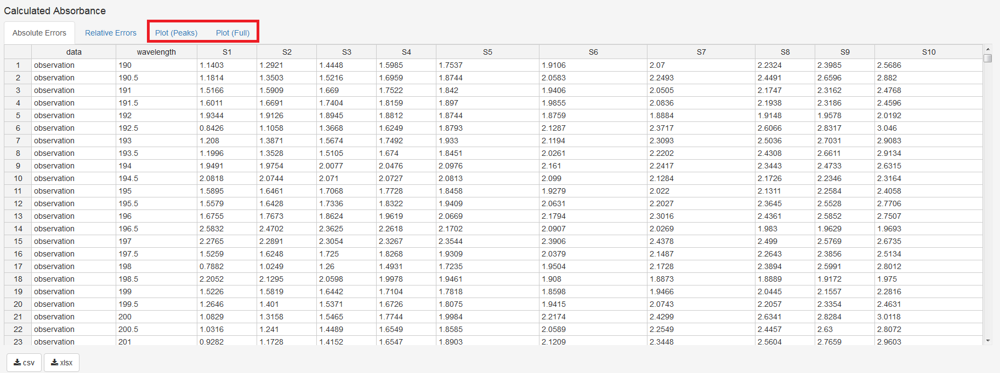 Calculated Absorbance
Absolute Errors Relative Errors Plot (Peaks) Plot (Full)
data wavelength S1 S2 S3 S4 S5 S6 S7 S8 S9 S10
1 observation 190 1.1403 1.2921 1.4448 1.5985 1.7537 1.9106 2.07 2.2324 2.3985 2.5686
2 observation 190.5 1.1814 1.3503 1.5216 1.6959 1.8744 2.0583 2.2493 2.4491 2.6596 2.882
3 observation 191 1.5166 1.5909 1.669 1.7522 1.842 1.9406 2.0505 2.1747 2.3162 2.4768
4 observation 191.5 1.6011 1.6691 1.7404 1.8159 1.897 1.9855 2.0836 2.1938 2.3186 2.4596
5 observation 192 1.9344 1.9126 1.8945 1.8812 1.8744 1.8759 1.8884 1.9148 1.9578 2.0192
6 observation 192.5 0.8426 1.1058 1.3668 1.6249 1.8793 2.1287 2.3717 2.6066 2.8317 3.046
7 observation 193 1.208 1.3871 1.5674 1.7492 1.933 2.1194 2.3093 2.5036 2.7031 2.9083
8 observation 193.5 1.1996 1.3528 1.5105 1.674 1.8451 2.0261 2.2202 2.4308 2.6611 2.9134
9 observation 194 1.9491 1.9754 2.0077 2.0476 2.0976 2.161 2.2417 2.3443 2.4733 2.6315
10 observation 194.5 2.0818 2.0744 2.071 2.0727 2.0813 2.099 2.1284 2.1726 2.2346 2.3164
11 observation 195 1.5895 1.6461 1.7068 1.7728 1.8458 1.9279 2.022 2.1311 2.2584 2.4058
12 observation 195.5 1.5579 1.6428 1.7336 1.8322 1.9409 2.0631 2.2027 2.3645 2.5528 2.7706
13 observation 196 1.6755 1.7673 1.8624 1.9619 2.0669 2.1794 2.3016 2.4361 2.5852 2.7507
14 observation 196.5 2.5832 2.4702 2.3625 2.2618 2.1702 2.0907 2.0269 1.983 1.9629 1.9693
15 observation 197 2.2765 2.2891 2.3054 2.3267 2.3544 2.3906 2.4378 2.499 2.5769 2.6735
16 observation 197.5 1.5259 1.6248 1.725 1.8268 1.9309 2.0379 2.1487 2.2643 2.3856 2.5134
17 observation 198 0.7882 1.0249 1.26 1.4931 1.7235 1.9504 2.1728 2.3894 2.5991 2.8012
18 observation 198.5 2.2052 2.1295 2.0598 1.9978 1.9461 1.908 1.8873 1.8889 1.9172 1.975
19 observation 199 1.5226 1.5819 1.6442 1.7104 1.7818 1.8598 1.9466 2.0445 2.1557 2.2816
20 observation 199.5 1.2646 1.401 1.5371 1.6726 1.8075 1.9415 2.0743 2.2057 2.3354 2.4631
21 observation 200 1.0829 1.3158 1.5465 1.7744 1.9984 2.2174 2.4299 2.6341 2.8284 3.0118
22 observation 200.5 1.0316 1.241 1.4489 1.6549 1.8585 2.0589 2.2549 2.4457 2.63 2.8072
23 observation 201 0.9282 1.1728 1.4152 1.6547 1.8903 2.1209 2.3448 2.5604 2.7659 2.9603
csv xlsx